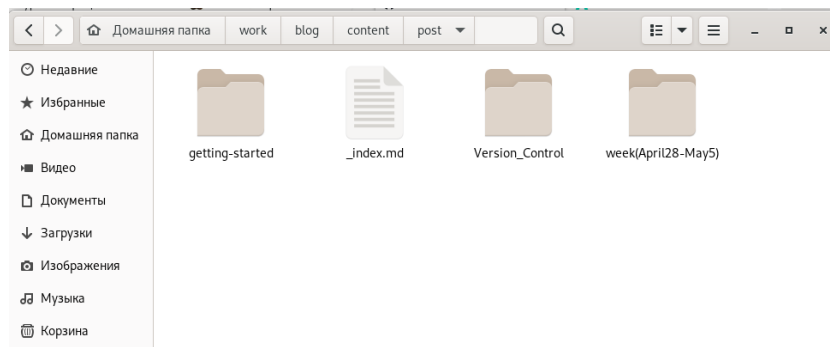 Домашняя папка work blog content post
Недавние
Избранные
Домашняя папка
Видео
Документы
Загрузки
Изображения
Музыка
Корзина
getting-started _index.md Version_Control week(April28-May5)